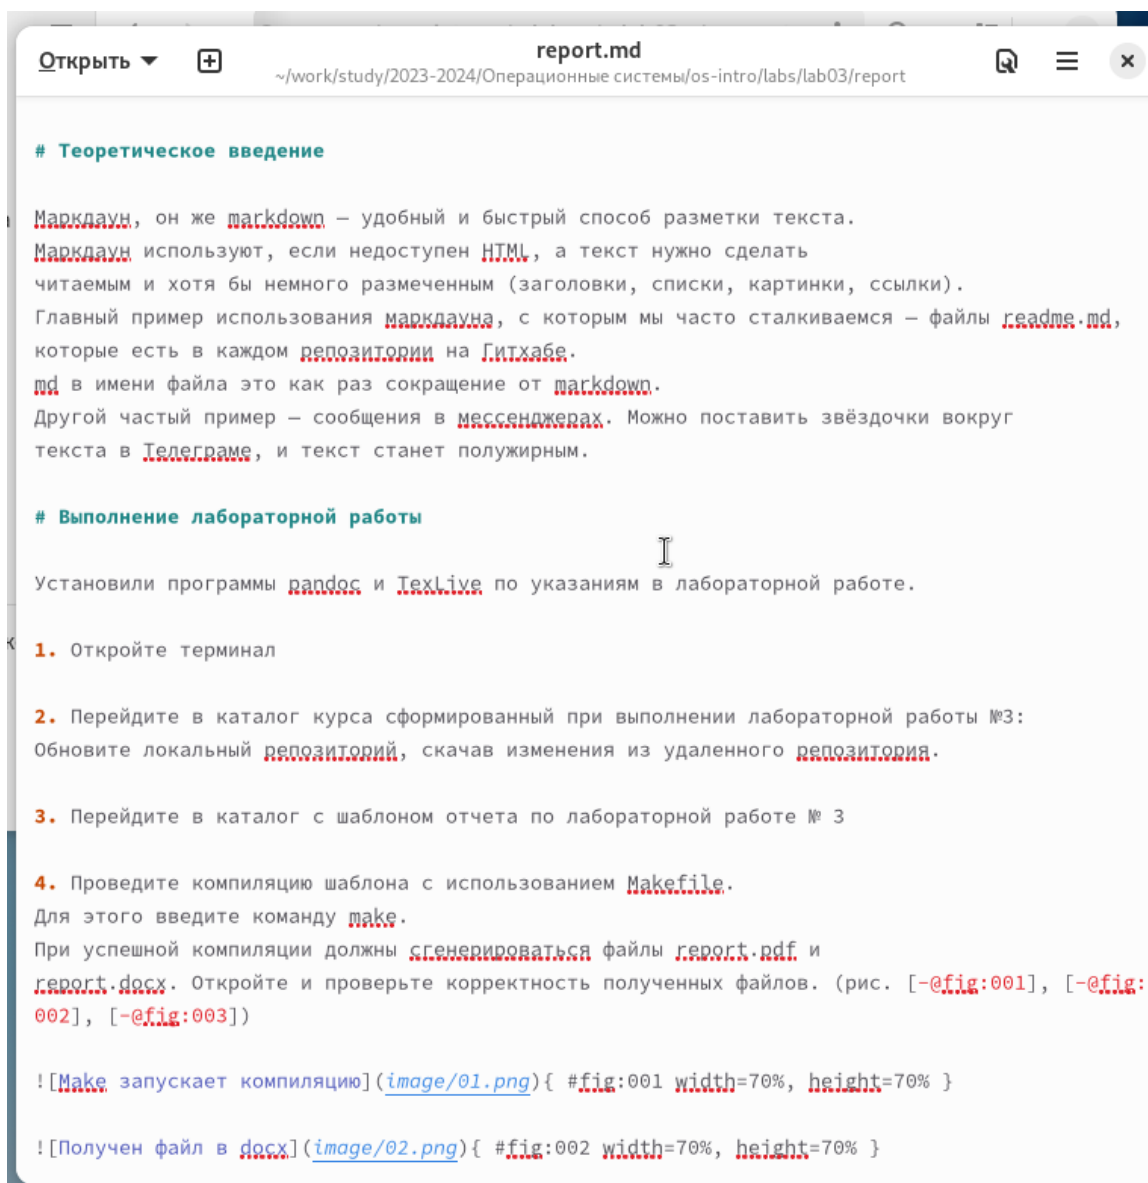 Открыть
report.md
~/work/study/2023-2024/Операционные системы/os-intro/labs/lab03/report
# Теоретическое введение
Маркдаун, он же markdown — удобный и быстрый способ разметки текста.
Маркдаун используют, если недоступен HTML, а текст нужно сделать
читаемым и хотя бы немного размеченным (заголовки, списки, картинки, ссылки).
Главный пример использования маркдауна, с которым мы часто сталкиваемся — файлы readme.md,
которые есть в каждом репозитории на Гитхабе.
md в имени файла это как раз сокращение от markdown.
Другой частый пример — сообщения в мессенджерах. Можно поставить звёздочки вокруг
текста в Телеграме, и текст станет полужирным.
# Выполнение лабораторной работы
Установили программы pandoc и TexLive по указаниям в лабораторной работе.
1. Откройте терминал
2. Перейдите в каталог курса сформированный при выполнении лабораторной работы №3:
Обновите локальный репозиторий, скачав изменения из удаленного репозитория.
3. Перейдите в каталог с шаблоном отчета по лабораторной работе № 3
4. Проведите компиляцию шаблона с использованием Makefile.
Для этого введите команду make.
При успешной компиляции должны сгенерироваться файлы report.pdf и
report.docx. Откройте и проверьте корректность полученных файлов. (рис. [-@fig:001], [-@fig:
002], [-@fig:003])
![Make запускает компиляцию](image/01.png){ #fig:001 width=70%, height=70% }
![Получен файл в docx](image/02.png){ #fig:002 width=70%, height=70% }